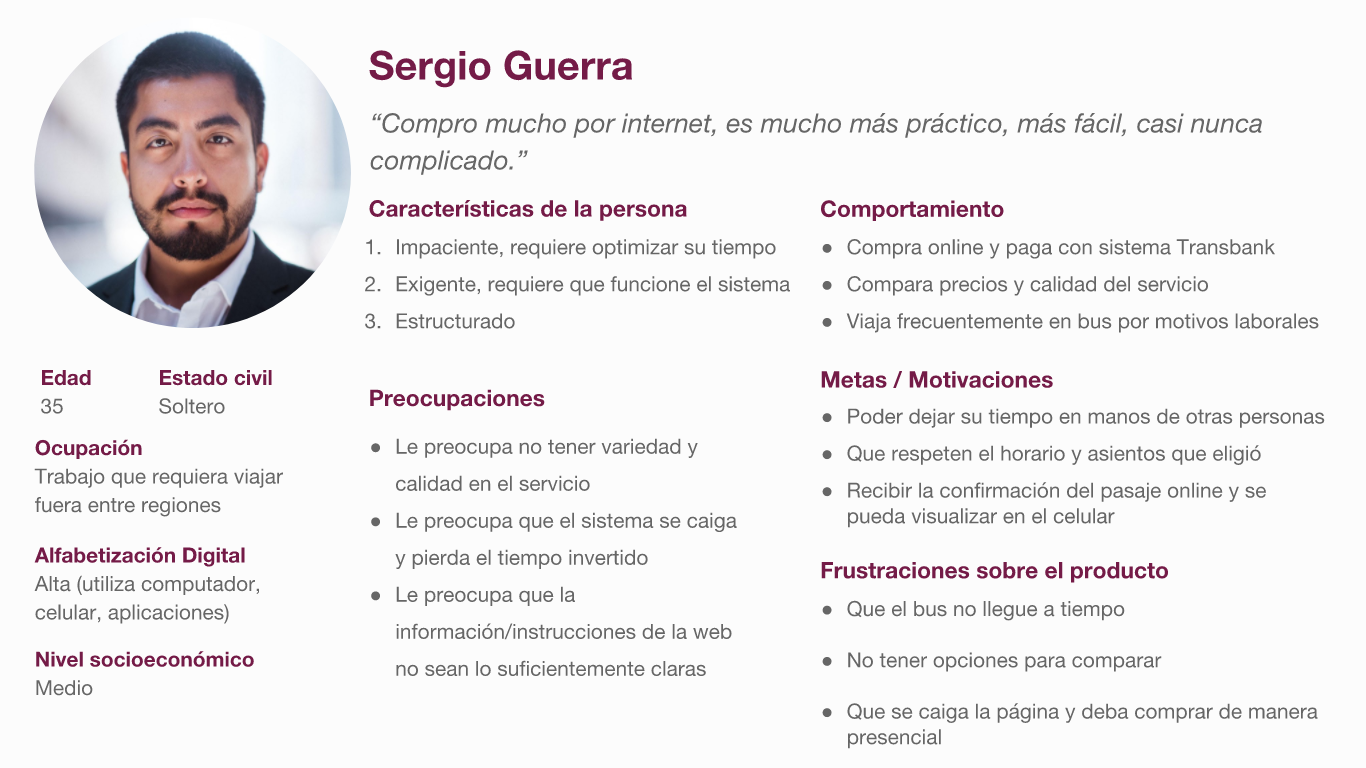 Sergio Guerra
“Compro mucho por internet, es mucho más práctico, más fácil, casi nunca
complicado.”
Características de la persona
1. Impaciente, requiere optimizar su tiempo
2. Exigente, requiere que funcione el sistema
3. Estructurado
Comportamiento
● Compra online y paga con sistema Transbank
● Compara precios y calidad del servicio
● Viaja frecuentemente en bus por motivos laborales
Edad
35
Estado civil
Soltero
Ocupación
Trabajo que requiera viajar
fuera entre regiones
Alfabetización Digital
Alta (utiliza computador,
celular, aplicaciones)
Nivel socioeconómico
Medio
Preocupaciones
● Le preocupa no tener variedad y
calidad en el servicio
● Le preocupa que el sistema se caiga
y pierda el tiempo invertido
● Le preocupa que la
información/instrucciones de la web
no sean lo suficientemente claras
Metas / Motivaciones
● Poder dejar su tiempo en manos de otras personas
● Que respeten el horario y asientos que eligió
● Recibir la confirmación del pasaje online y se
pueda visualizar en el celular
Frustraciones sobre el producto
● Que el bus no llegue a tiempo
● No tener opciones para comparar
● Que se caiga la página y deba comprar de manera
presencial